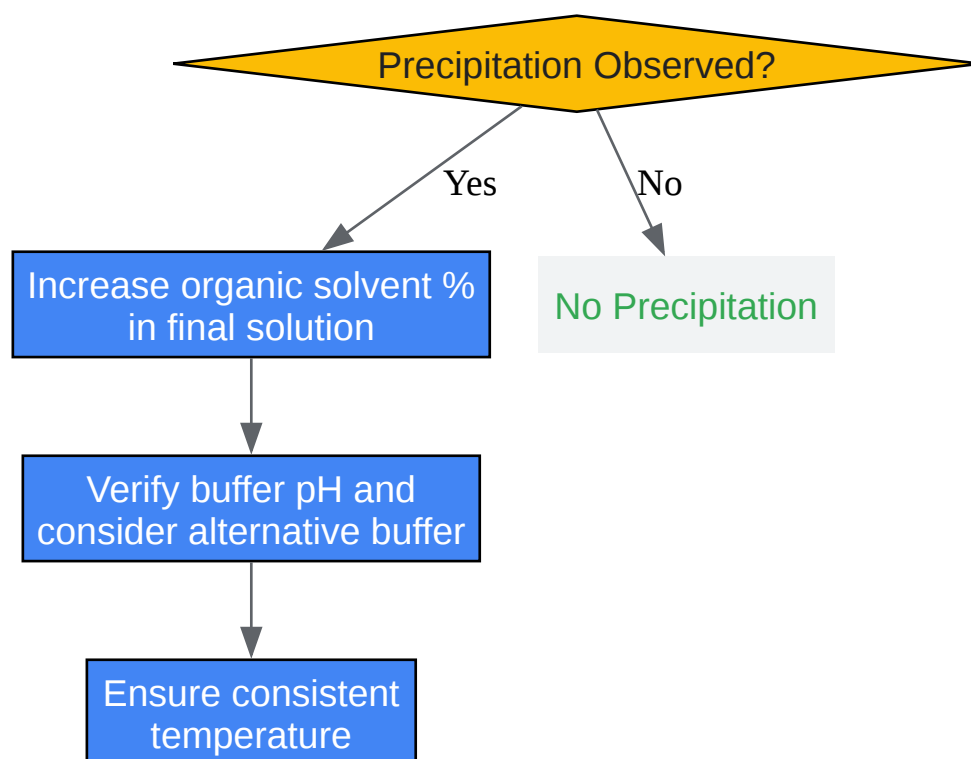 Precipitation Observed?
Yes
No
Increase organic solvent %
in final solution
No Precipitation
Verify buffer pH and
consider alternative buffer
Ensure consistent
temperature